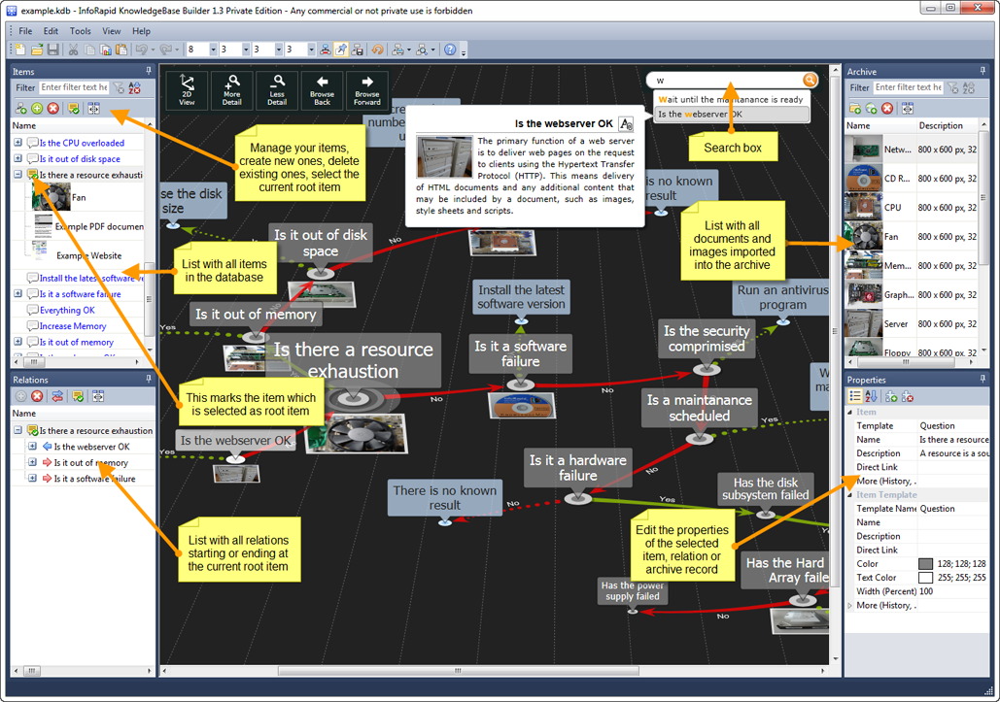 example.kdb - InfoRapid KnowledgeBase Builder 1.3 Private Edition - Any commercial or not private use is forbidden
File Edit Tools View Help
8 3 3 3
Items
Filter Enter filter text he
Name
Is the CPU overloaded
Is it out of disk space
Is there a resource exhausti
Fan
Example PDF documen
Example Website
Install the latest software ve
Is it a software failure
Everything OK
Increase Memory
Is it out of memory
Relations
Name
Is there a resource exhaustion
Is the webserver OK
Is it out of memory
Is it a software failure
2D View
More Detail
Less Detail
Browse Back
Browse Forward
w
Wait until the maintanance is ready
Is the webserver OK
Search box
Manage your items, create new ones, delete existing ones, select the current root item
Is the webserver OK
The primary function of a web server
is to deliver web pages on the request
to clients using the Hypertext Transfer
Protocol (HTTP). This means delivery
of HTML documents and any additional content that
may be included by a document, such as images,
style sheets and scripts.
se the disk
size
is no known
result
Is it out of disk
space
No
List with all items
in the database
List with all
documents and
images imported
into the archive
Install the latest
software version
Run an antivirus
program
Yes
Is it out of memory
Is the security
comprimised
Is it a software
failure
Is there a resource
exhaustion
This marks the item which
is selected as root item
No
No
Is a maintanance
scheduled
Yes
Is the webserver OK
No
Is it a hardware
failure
No
There is no known
result
No
Yes
Has the disk
subsystem failed
List with all relations
starting or ending at
the current root item
Edit the properties
of the selected
item, relation or
archive record
Has the Hard
Array faile
Has the power
supply failed
No
Archive
Filter Enter filter text he
Name Description
Netw... 800 x 600 px, 32
CD R... 800 x 600 px, 32
CPU 800 x 600 px, 32
Fan 800 x 600 px, 32
Mem... 800 x 600 px, 32
Graph... 800 x 600 px, 32
Server 800 x 600 px, 32
Floppy 800 x 600 px, 32
Properties
Item
Template Question
Name Is there a resource
Description A resource is a sou
Direct Link
More (History, .
Item Template
Template Name Question
Name
Description
Direct Link
Color 128; 128; 128
Text Color 255; 255; 255
Width (Percent) 100
More (History, .